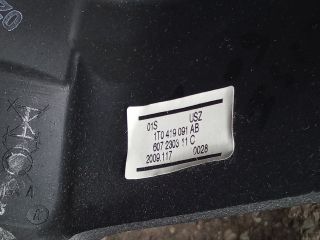 01S USZ
1T0 419 091 AB
607 2303 11 C
2009.117 0028